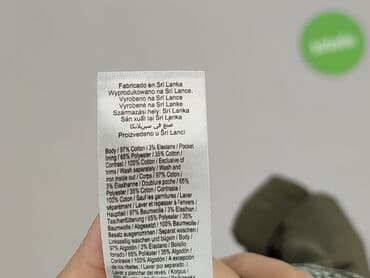 Fabricado en Sri Lanka
Wyprodukowano na Sri Lance.
Vyrobeno na Srí Lance
Vyrobené na Srí Lanke
Származási hely: Srí Lanka
Sản xuất tại Sri Lanka
صنع في سريلانكا
Proizvedeno u Šri Lanci
Body / 97% Cotton / 3% Elastane / Pocket
lining / 65% Polyester / 35% Cotton /
Contrast / 100% Cotton / Exclusive of
trims / Wash separately / Wash and
iron inside out / Corps / 97% Coton /
3% Elasthanne / Doublure poche / 65%
Polyester / 35% Coton / Contraste /
100% Coton / Sauf les garnitures / Laver
séparément / Laver et repasser à l'envers /
Hauptteil / 97% Baumwolle / 3% Elasthan /
Taschenfütterung / 65% Polyester / 35%
Baumwolle / Abgesetzt / 100% Baumwolle /
Besatz ausgenommen / Separat waschen /
Linksseitig waschen und bügeln / Body /
97% Algodón / 3% Elastano / Bolsillo
forrado / 65% Poliéster / 35% Algodón /
Contraste / 100% Algodón / A excepción de
los ribetes / Lavar por separado /
Lavar y planchar del revés / Korpus /